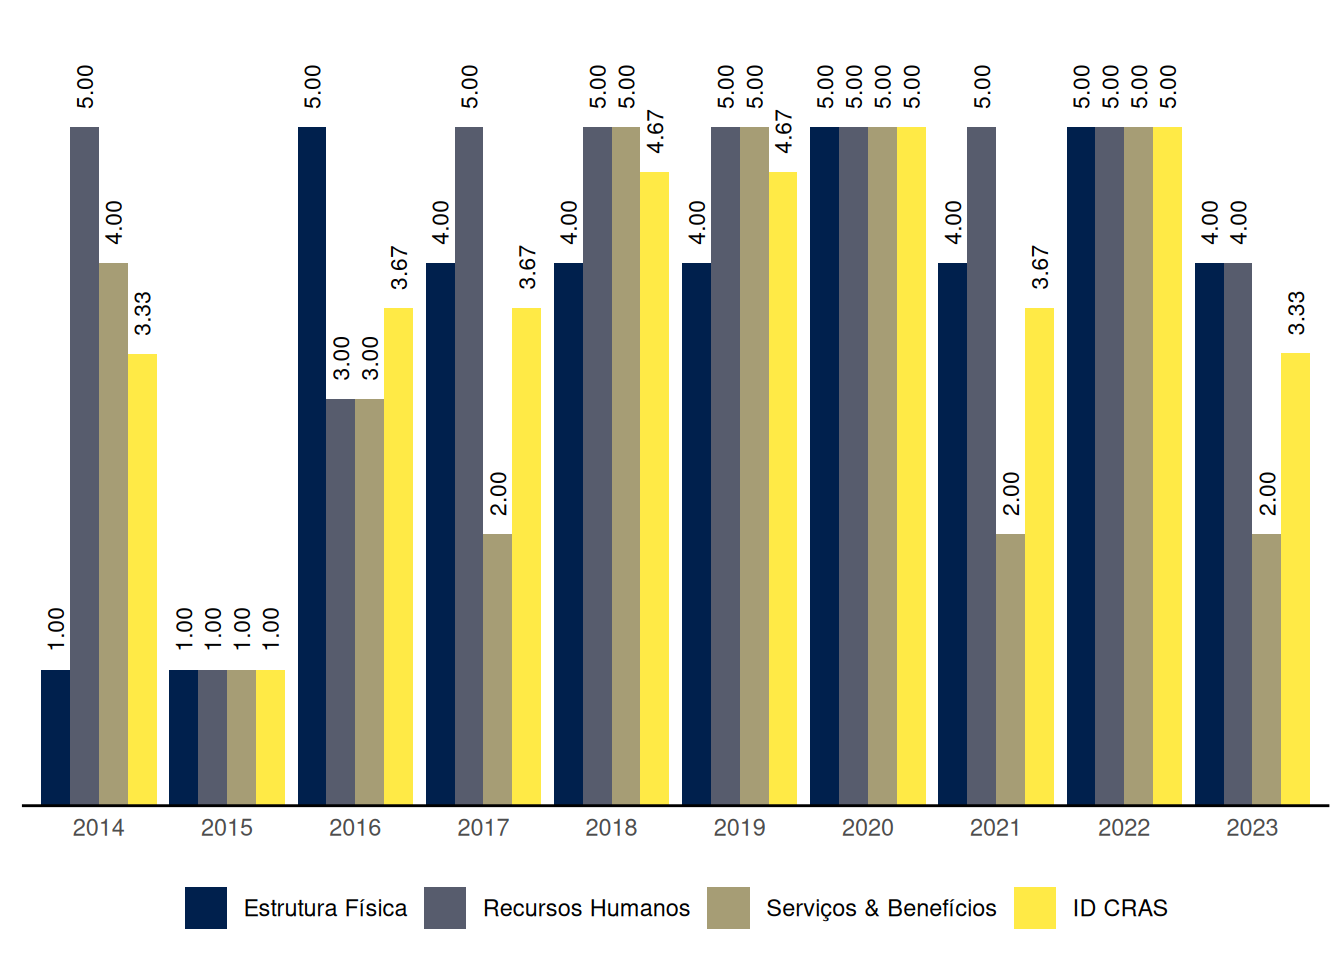 1.00 5.00 4.00 3.33 1.00 1.00 1.00 1.00 5.00 3.00 3.00 3.67 4.00 5.00 2.00 3.67 4.00 5.00 5.00 4.67 4.00 5.00 5.00 4.67 5.00 5.00 5.00 5.00 4.00 5.00 2.00 3.67 5.00 5.00 5.00 5.00 4.00 4.00 2.00 3.33
2014 2015 2016 2017 2018 2019 2020 2021 2022 2023
Estrutura Física Recursos Humanos Serviços & Benefícios ID CRAS